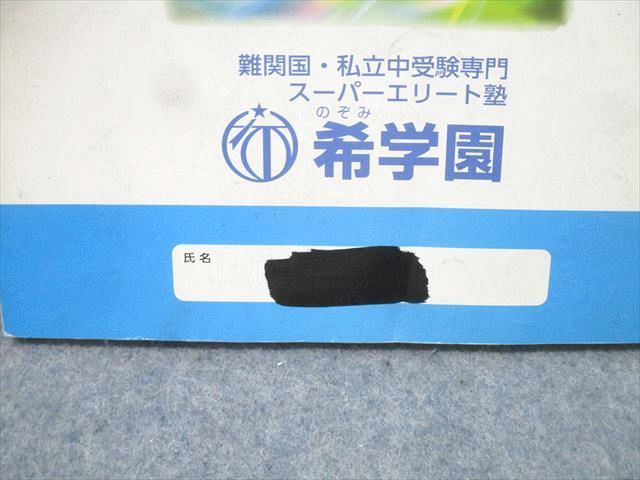 難関国・私立中受験専門
スーパーエリート塾
のぞみ
希学園
氏名